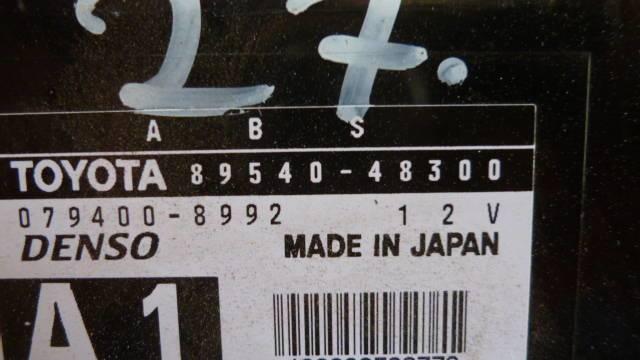 27.
A B S
TOYOTA 89540-48300
079400-8992 12V
DENSO MADE IN JAPAN
A1